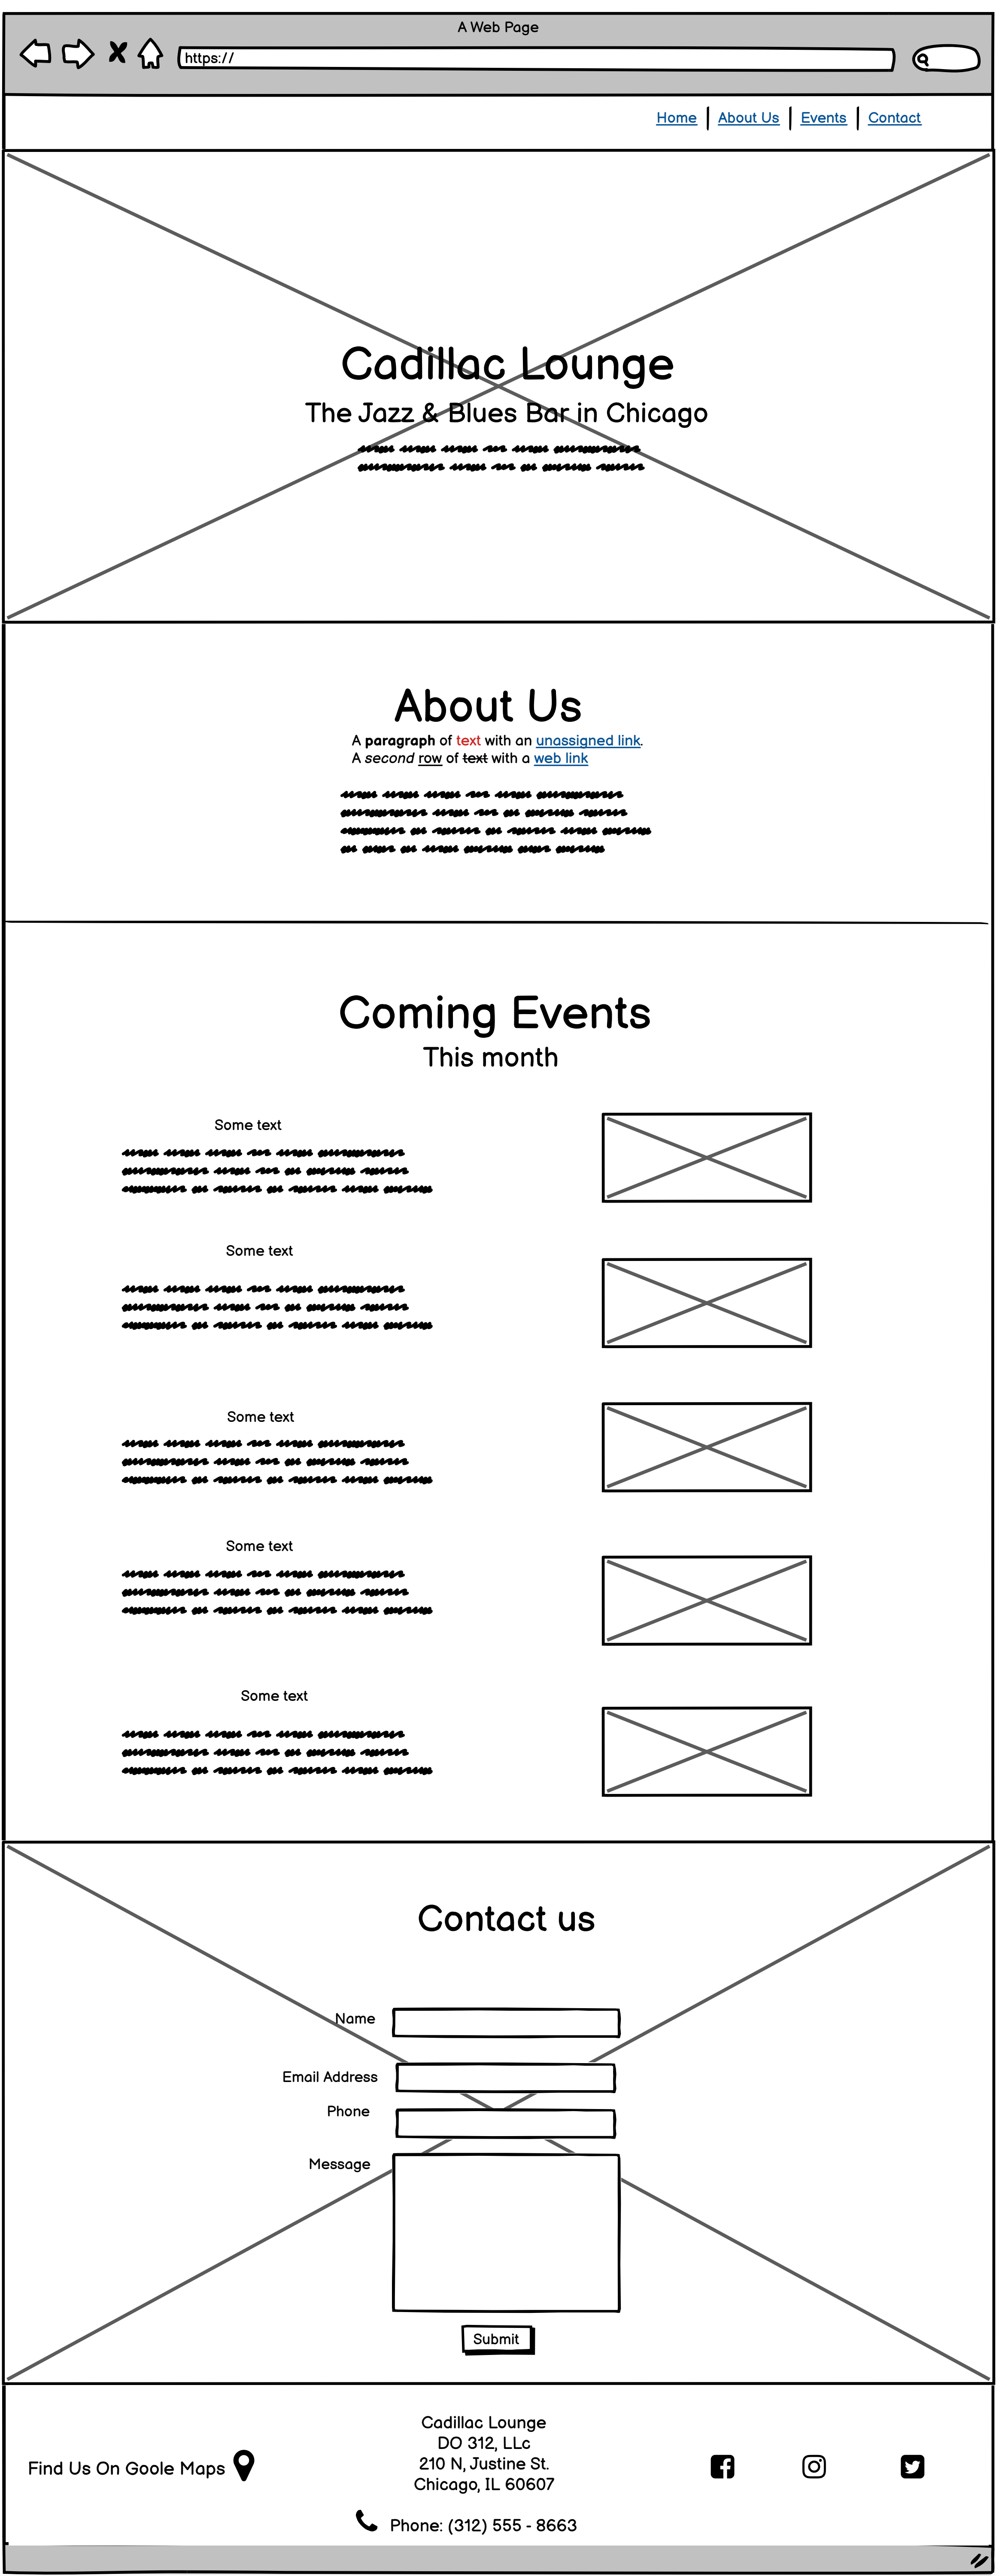 A Web Page
https://
Home About Us Events Contact
Cadillac Lounge
The Jazz & Blues Bar in Chicago
About Us
A paragraph of text with an unassigned link.
A second row of text with a web link
Coming Events
This month
Some text
Some text
Some text
Some text
Some text
Contact us
Name
Email Address
Phone
Message
Submit
Cadillac Lounge
DO 312, LLc
210 N, Justine St.
Chicago, IL 60607
Find Us On Goole Maps
Phone: (312) 555 - 8663